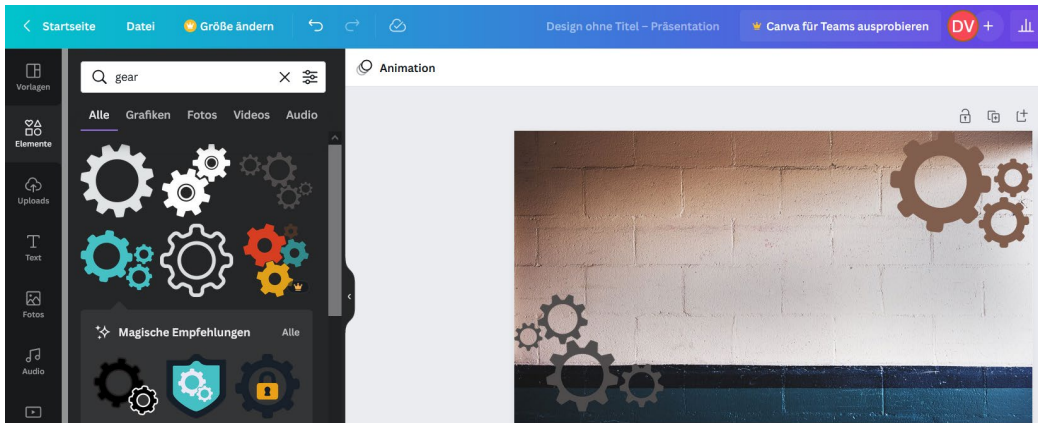 Startseite Datei Größe ändern Design ohne Titel – Präsentation Canva für Teams ausprobieren DV +
gear
Animation
Vorlagen
Alle Grafiken Fotos Videos Audio
Elemente
Uploads
Text
Fotos
Magische Empfehlungen Alle
Audio